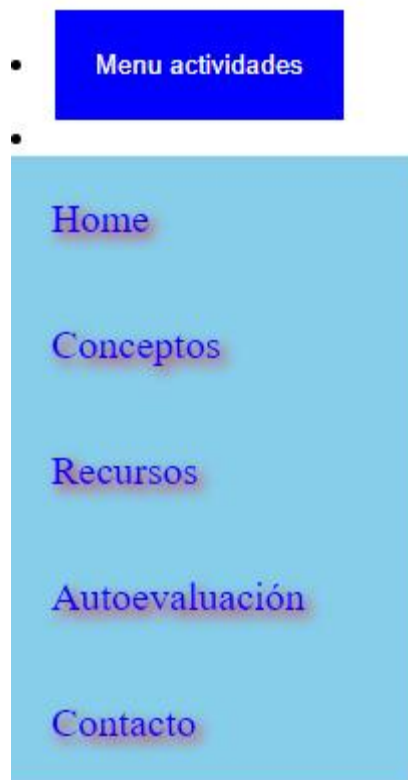 Menu actividades
Home
Conceptos
Recursos
Autoevaluación
Contacto